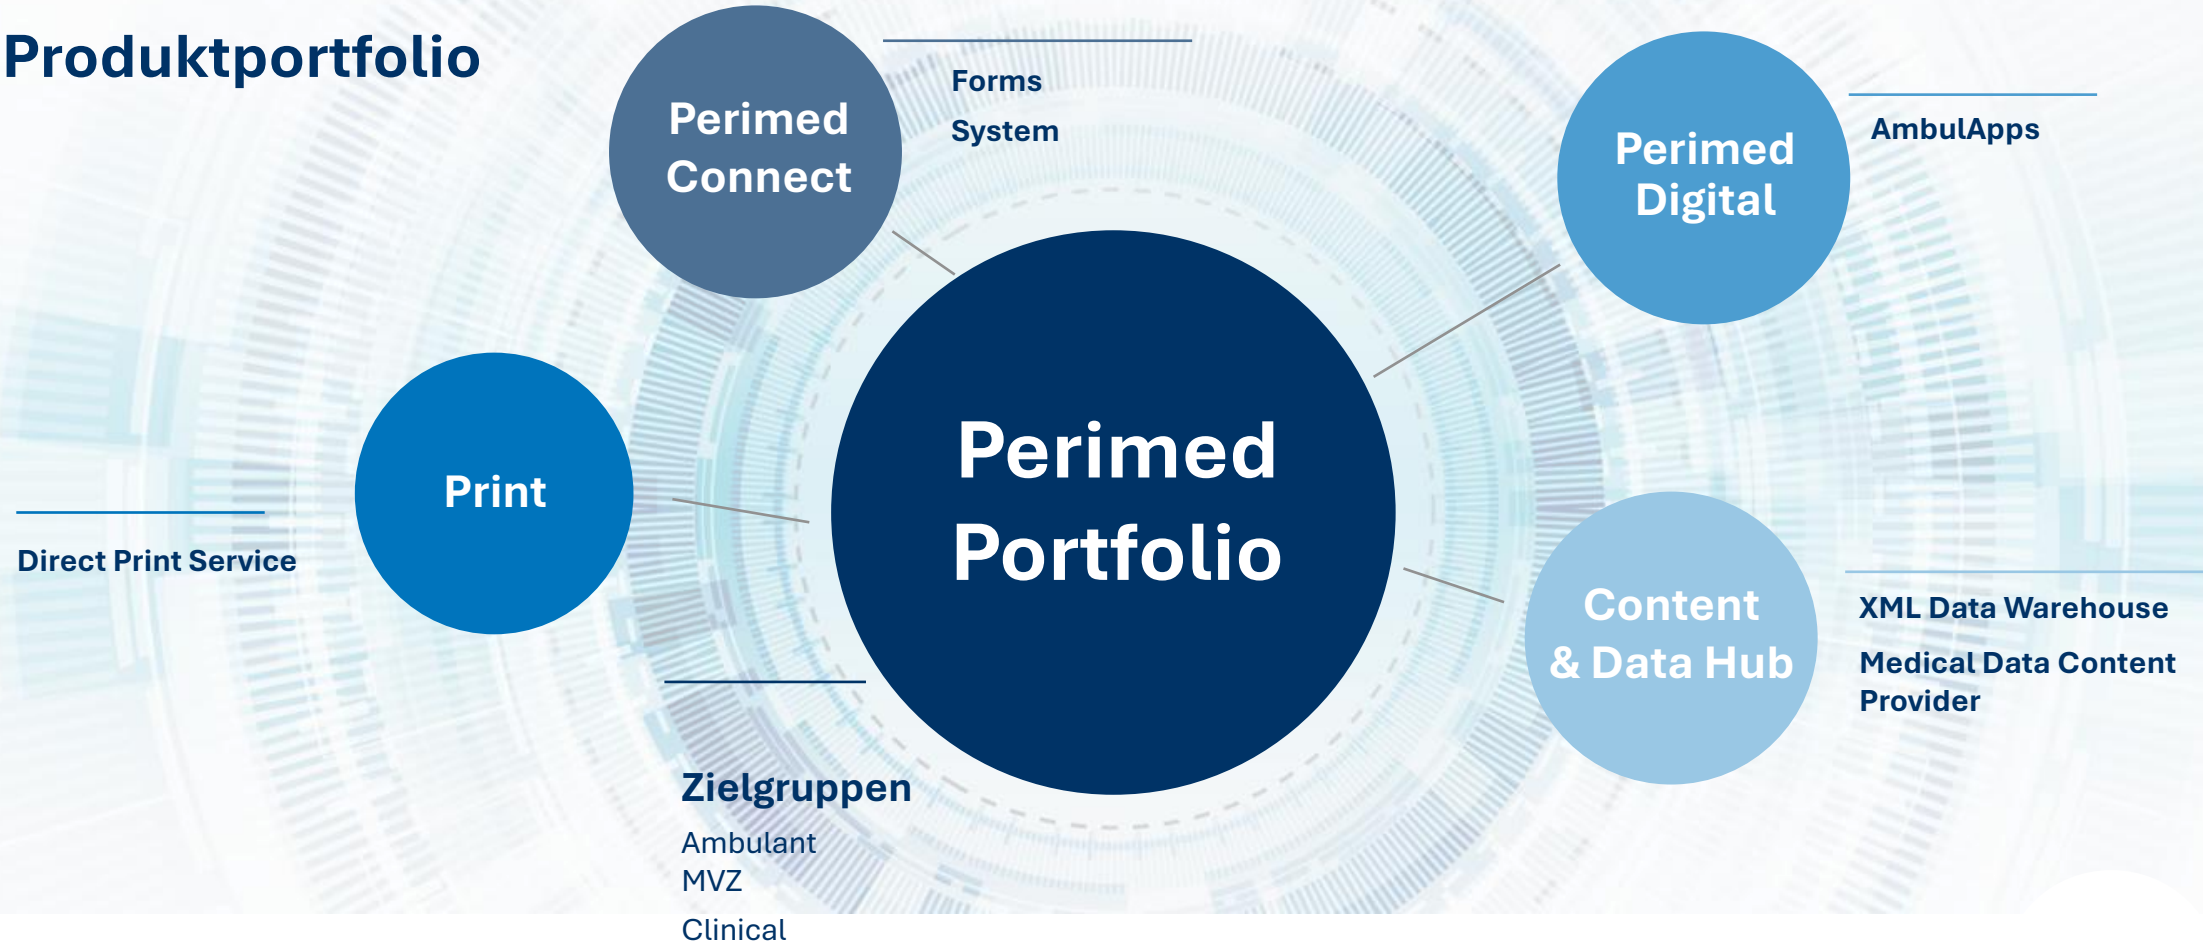 Produktportfolio
Perimed
Connect
Forms
System
Perimed
Digital
AmbulApps
Print
Direct Print Service
Perimed
Portfolio
Content
& Data Hub
XML Data Warehouse
Medical Data Content
Provider
Zielgruppen
Ambulant
MVZ
Clinical